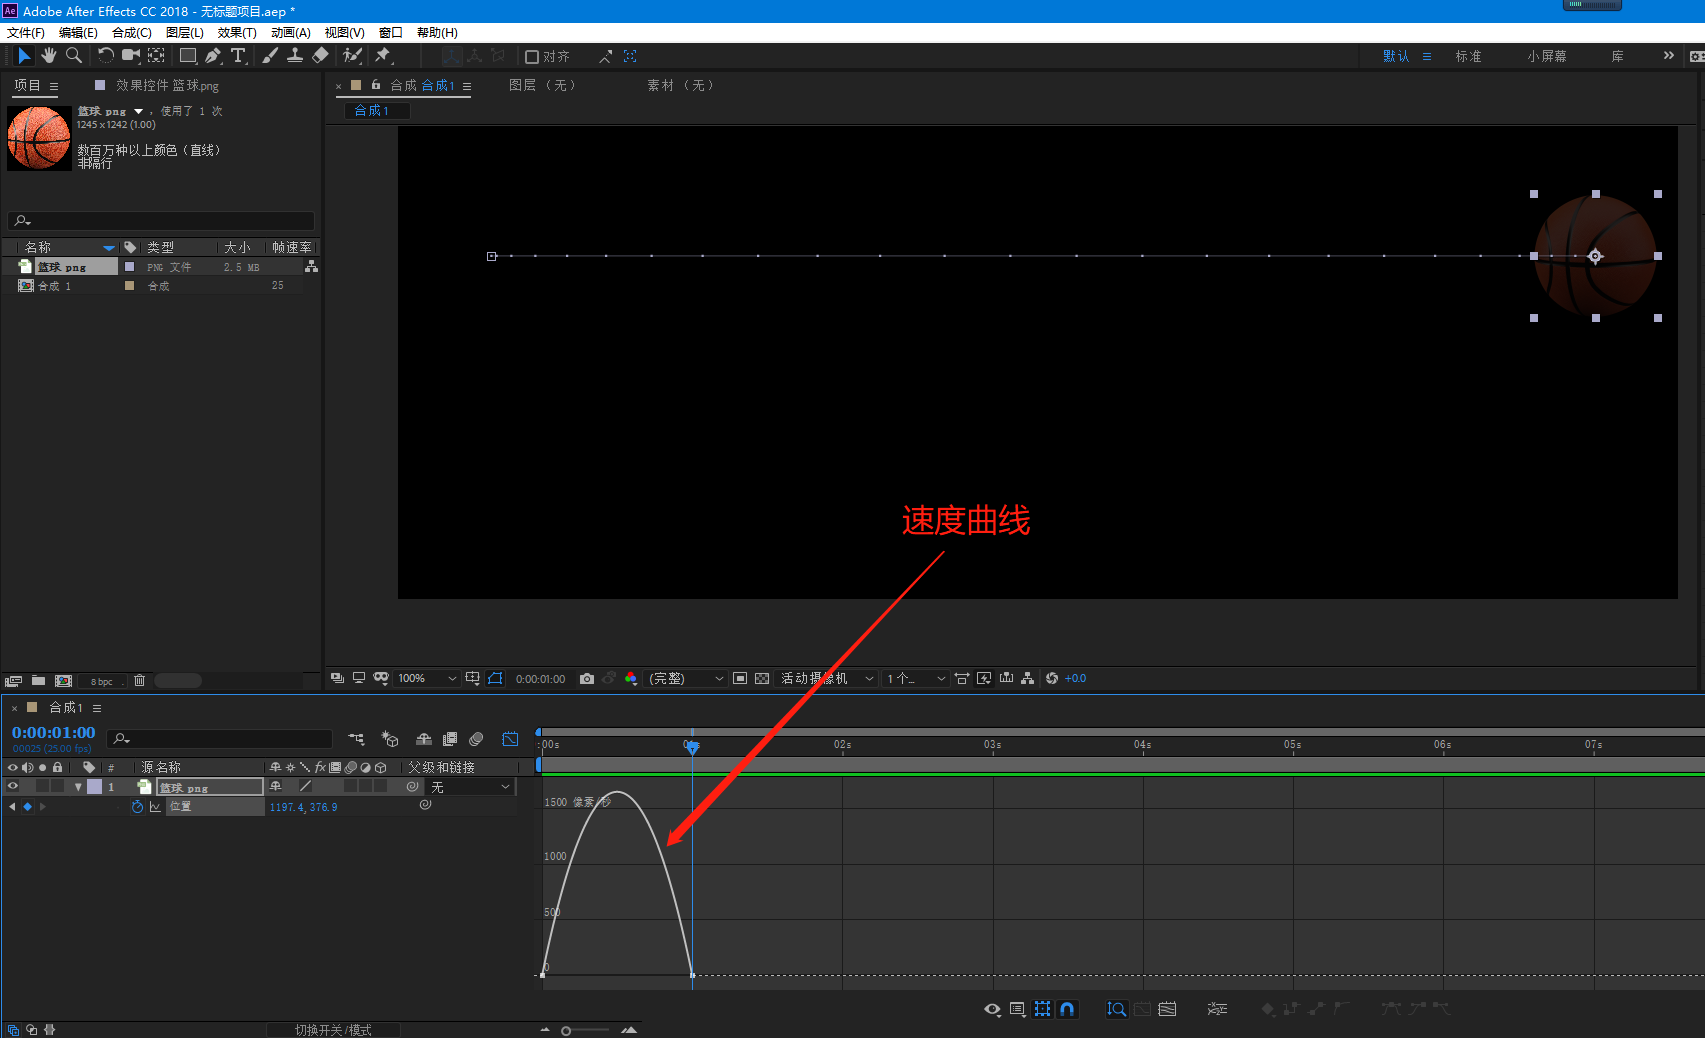 Ae Adobe After Effects CC 2018 - 无标题项目.aep *
文件(F) 编辑(E) 合成(C) 图层(L) 效果(T) 动画(A) 视图(V) 窗口 帮助(H)
对齐 默认 标准 小屏幕 库
项目 效果控件 篮球.png
篮球.png ，使用了 1 次
1245 x 1242 (1.00)
数百万种以上颜色（直线）
非隔行
名称 类型 大小 帧速率
篮球.png PNG 文件 2.5 MB
合成 1 合成 25
8 bpc
合成 合成1 图层（无） 素材（无）
合成1
速度曲线
100% 0:00:01:00 (完整) 活动摄像机 1个... +0.0
合成1
0:00:01:00
00025 (25.00 fps)
# 源名称 fx 父级和链接
1 篮球.png 无
位置 1197.4,376.9
:00s 02s 03s 04s 05s 06s 07s
1500 像素/秒
1000
500
0
切换开关/模式